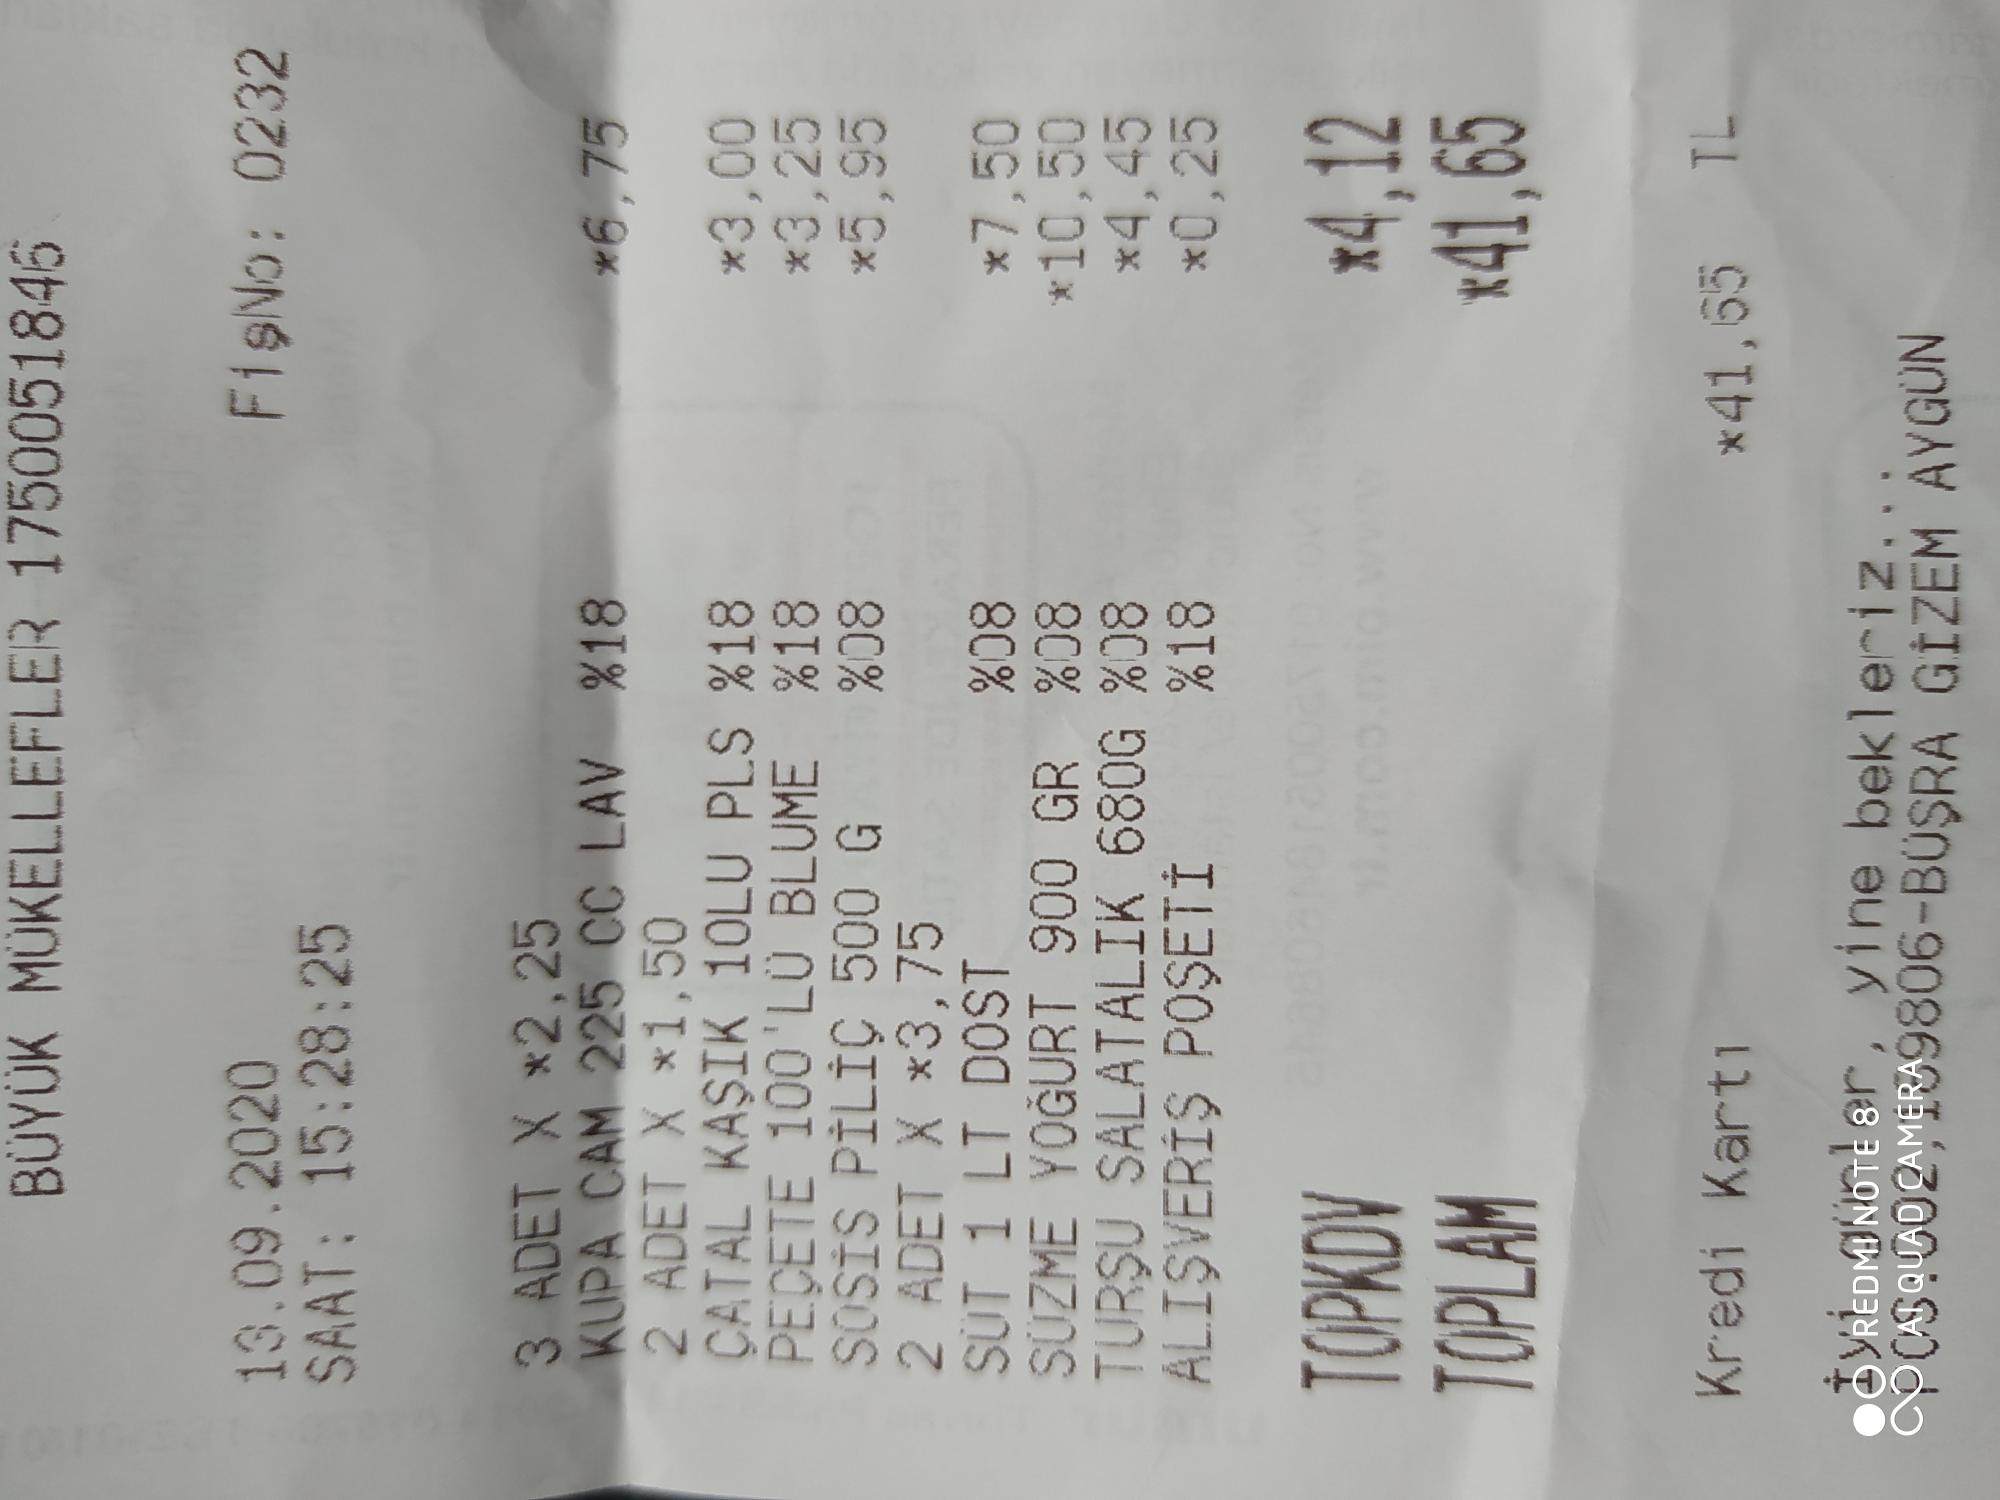 BÜYÜK MÜKELLEFLER 1750051846
13.09.2020 FişNo: 0232
SAAT: 15:28:25
3 ADET X *2,25
KUPA CAM 225 CC LAV %18 *6,75
2 ADET X *1,50
ÇATAL KAŞIK 10LU PLS %18 *3,00
PEÇETE 100'LÜ BLUME %18 *3,25
SOSİS PİLİÇ 500 G %08 *5,95
2 ADET X *3,75
SÜT 1 LT DOST %08 *7,50
SÜZME YOĞURT 900 GR %08 *10,50
TURŞU SALATALIK 680G %08 *4,45
ALIŞVERİŞ POŞETİ %18 *0,25
TOPKDV *4,12
TOPLAM *41,65
Kredi Kartı *41,65 TL
İyi günler, yine bekleriz...
POS:002,159806-BÜŞRA GİZEM AYGÜN
REDMI NOTE 8
AI QUAD CAMERA